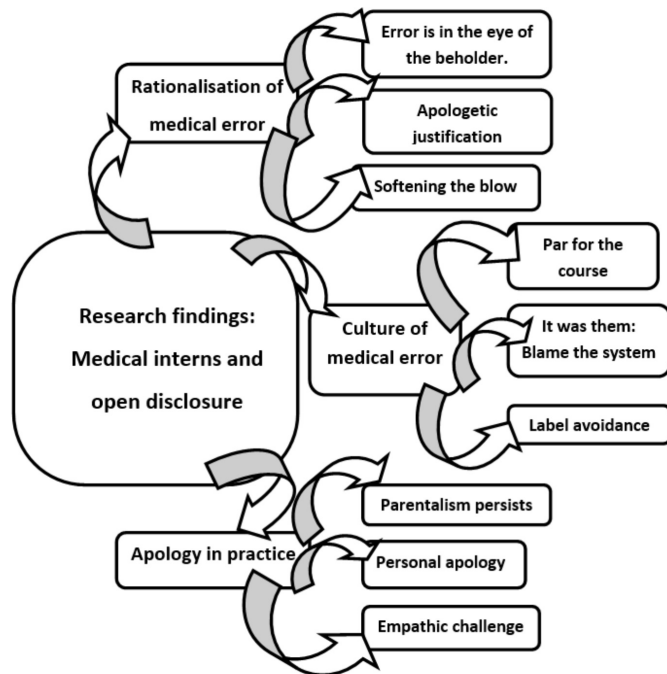 Error is in the eye of
the beholder.
Rationalisation of
medical error
Apologetic
justification
Softening the blow
Par for the
course
Research findings:
Medical interns and
open disclosure
Culture of
medical error
It was them:
Blame the system
Label avoidance
Parentalism persists
Apology in practice
Personal apology
Empathic challenge